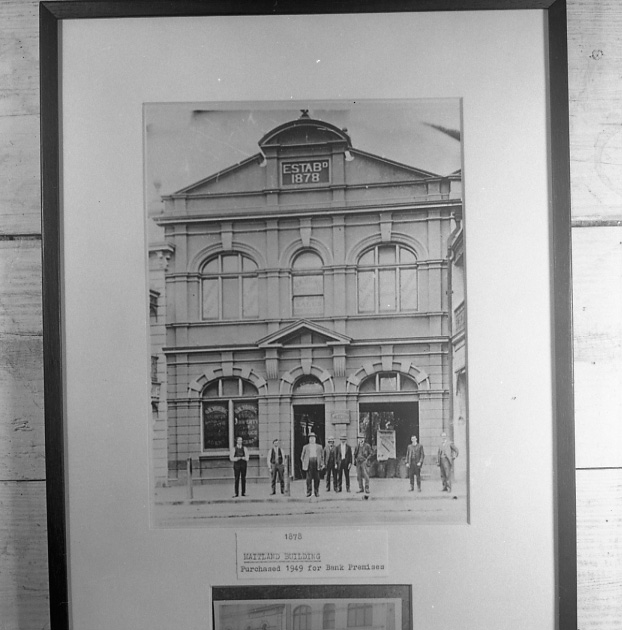 ESTABD
1878
1878
MAITLAND BUILDING
Purchased 1949 for Bank Premises